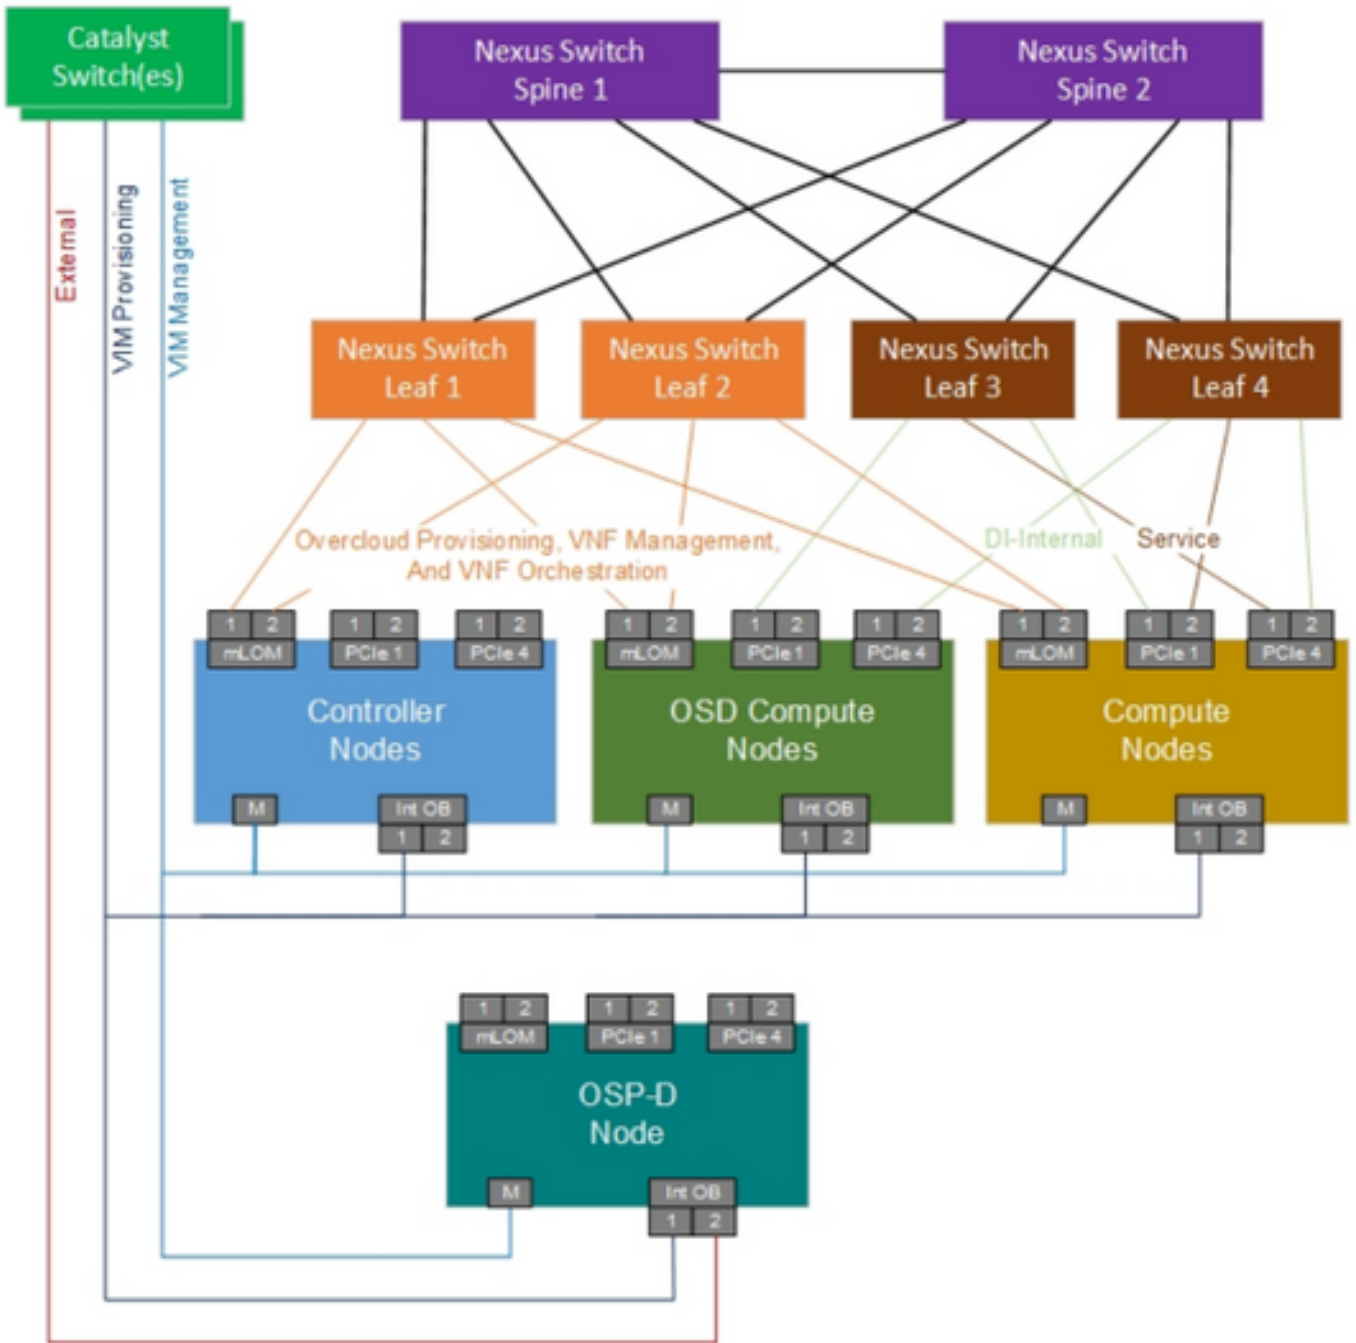 Catalyst
Switch(es)
Nexus Switch
Spine 1
Nexus Switch
Spine 2
External
VIM Provisioning
VIM Management
Nexus Switch
Leaf 1
Nexus Switch
Leaf 2
Nexus Switch
Leaf 3
Nexus Switch
Leaf 4
Overcloud Provisioning, VNF Management,
And VNF Orchestration
DI-Internal
Service
1 2
mLOM
1 2
PCIe 1
1 2
PCIe 4
Controller
Nodes
M
Int OB
1 2
1 2
mLOM
1 2
PCIe 1
1 2
PCIe 4
OSD Compute
Nodes
M
Int OB
1 2
1 2
mLOM
1 2
PCIe 1
1 2
PCIe 4
Compute
Nodes
M
Int OB
1 2
1 2
mLOM
1 2
PCIe 1
1 2
PCIe 4
OSP-D
Node
M
Int OB
1 2